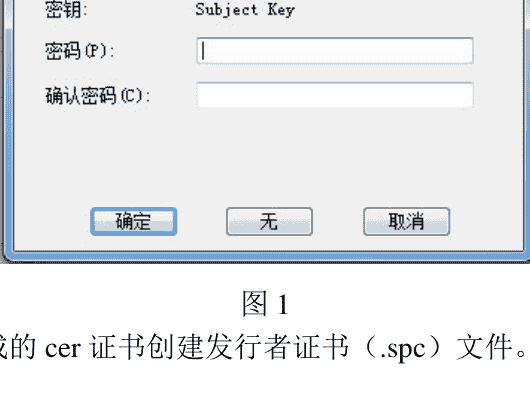 密钥: Subject Key
密码(P):
确认密码(C):
确定 无 取消
图 1
的 cer 证书创建发行者证书（.spc）文件。